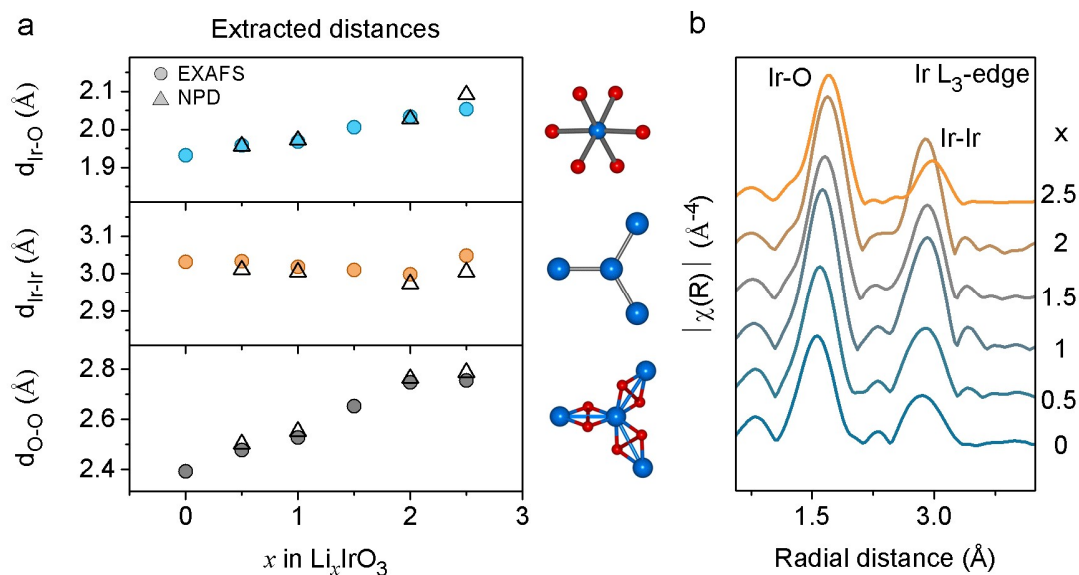 a
Extracted distances
EXAFS
NPD
d_Ir-O (Å)
2.1
2.0
1.9
d_Ir-Ir (Å)
3.1
3.0
2.9
d_O-O (Å)
2.8
2.6
2.4
0 1 2 3
x in Li_xIrO_3
b
Ir-O
Ir L_3-edge
Ir-Ir
x
2.5
2
1.5
1
0.5
0
| χ(R) | (Å^-4)
1.5 3.0
Radial distance (Å)